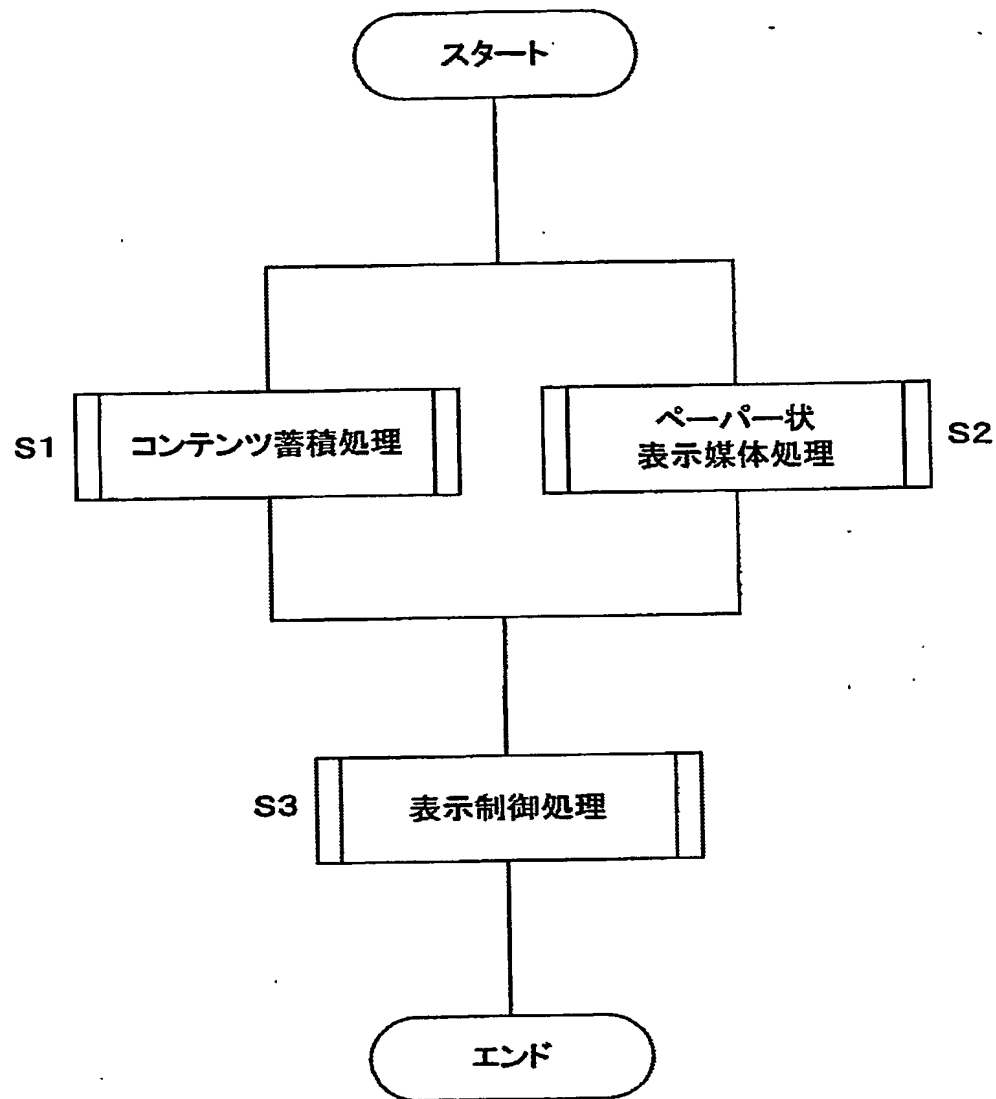 スタート
S1
コンテンツ蓄積処理
ペーパー状
表示媒体処理
S2
S3
表示制御処理
エンド